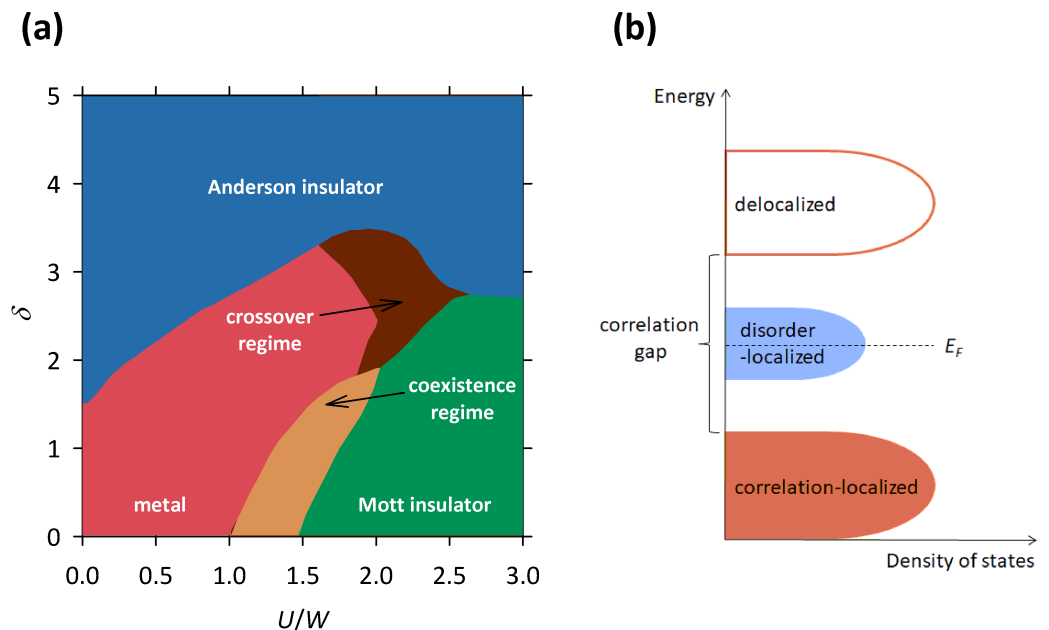 (a)
5
4
3
2
1
0
δ
Anderson insulator
crossover
regime
coexistence
regime
metal
Mott insulator
0.0 0.5 1.0 1.5 2.0 2.5 3.0
U/W
(b)
Energy
delocalized
correlation
gap
disorder
-localized
E_F
correlation-localized
Density of states